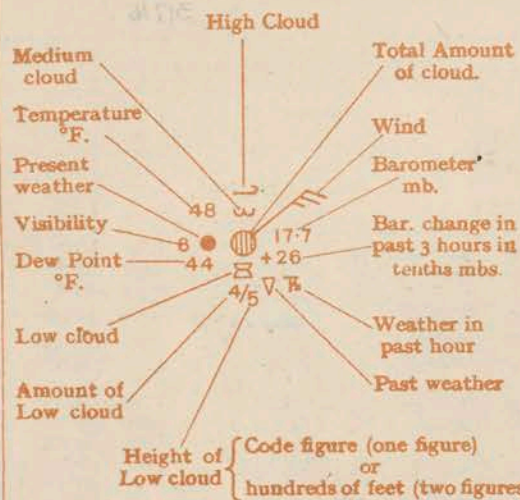 High Cloud
Medium
cloud
Total Amount
of cloud.
Temperature
°F.
Wind
Present
weather
Barometer
mb.
48
Visibility
6
17·7
Bar. change in
past 3 hours in
tenths mbs.
Dew Point
°F.
44
+26
4/5
Low cloud
Weather in
past hour
Amount of
Low cloud
Past weather
Height of
Low cloud
Code figure (one figure)
or
hundreds of feet (two figures